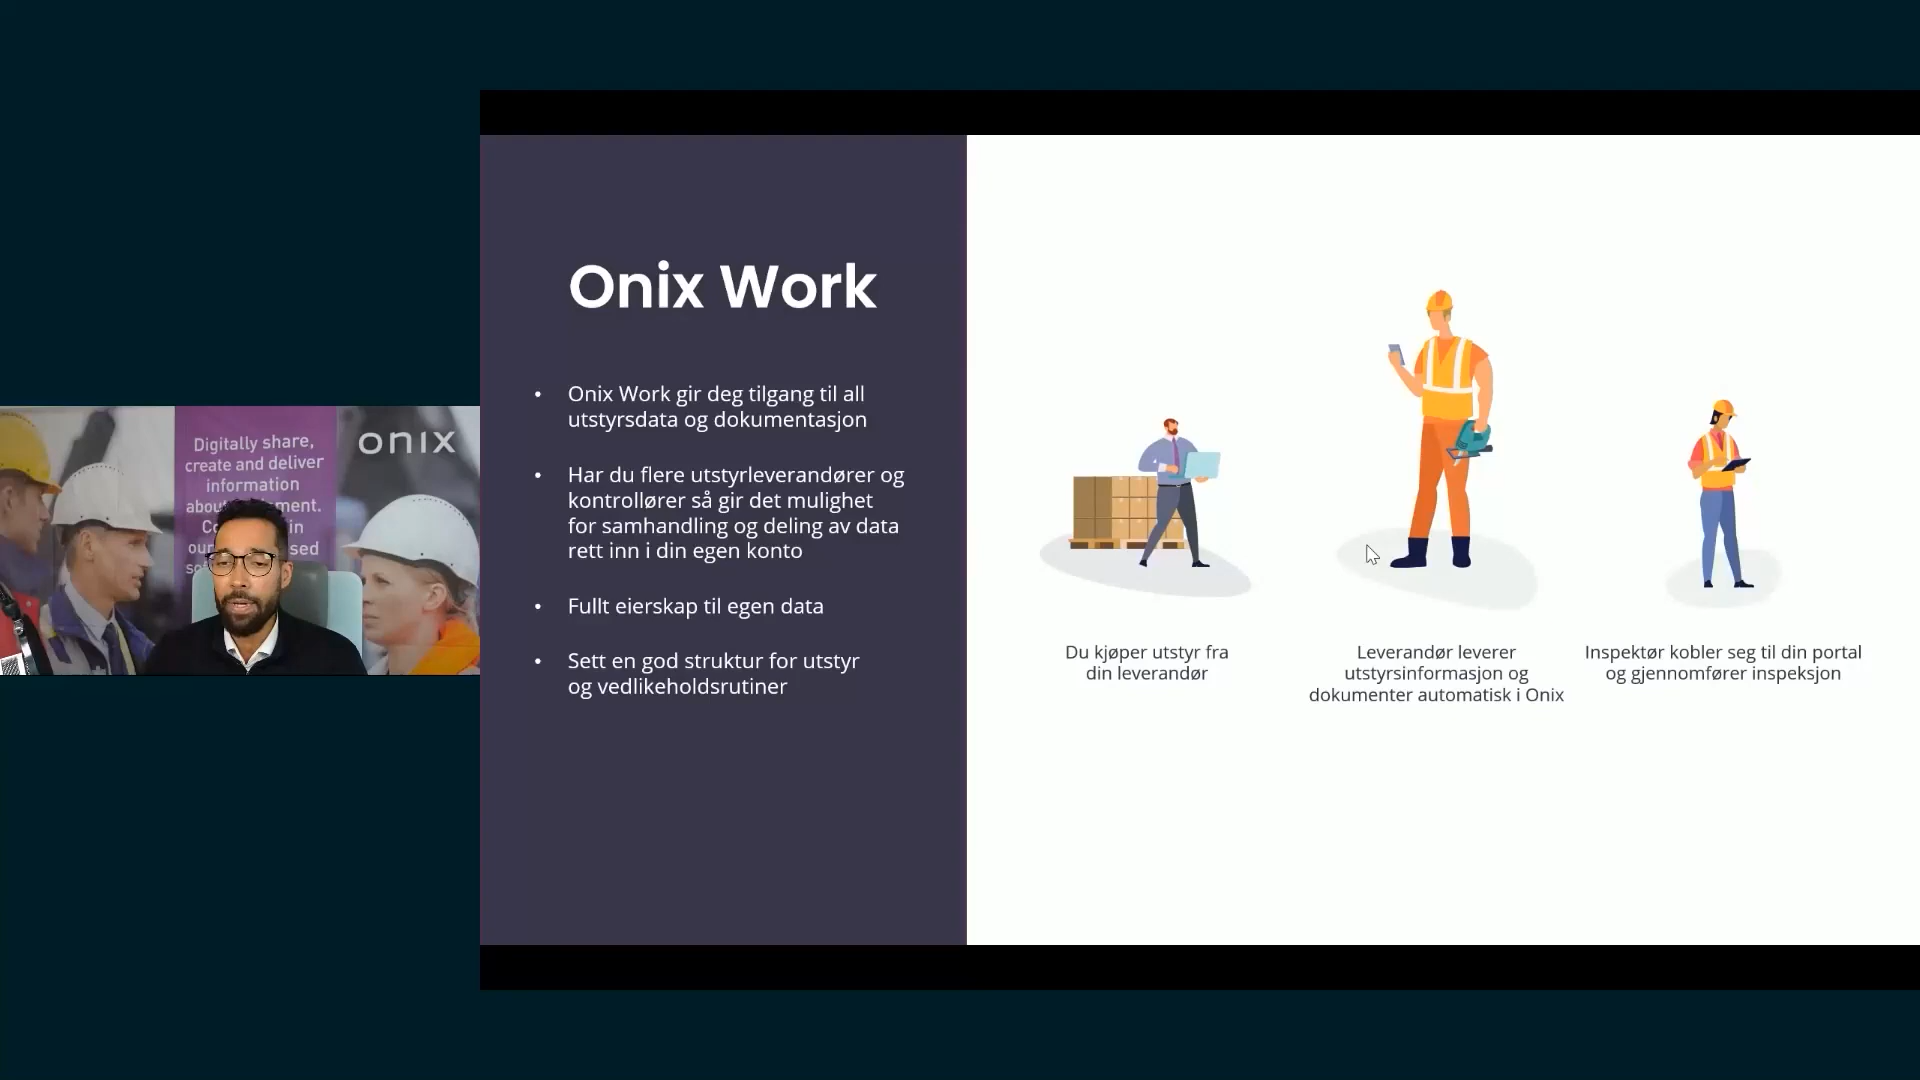 Digitally share,
create and deliver
information
onix
Onix Work
• Onix Work gir deg tilgang til all
utstyrsdata og dokumentasjon
• Har du flere utstyrleverandører og
kontrollører så gir det mulighet
for samhandling og deling av data
rett inn i din egen konto
• Fullt eierskap til egen data
• Sett en god struktur for utstyr
og vedlikeholdsrutiner
Du kjøper utstyr fra
din leverandør
Leverandør leverer
utstyrsinformasjon og
dokumenter automatisk i Onix
Inspektør kobler seg til din portal
og gjennomfører inspeksjon